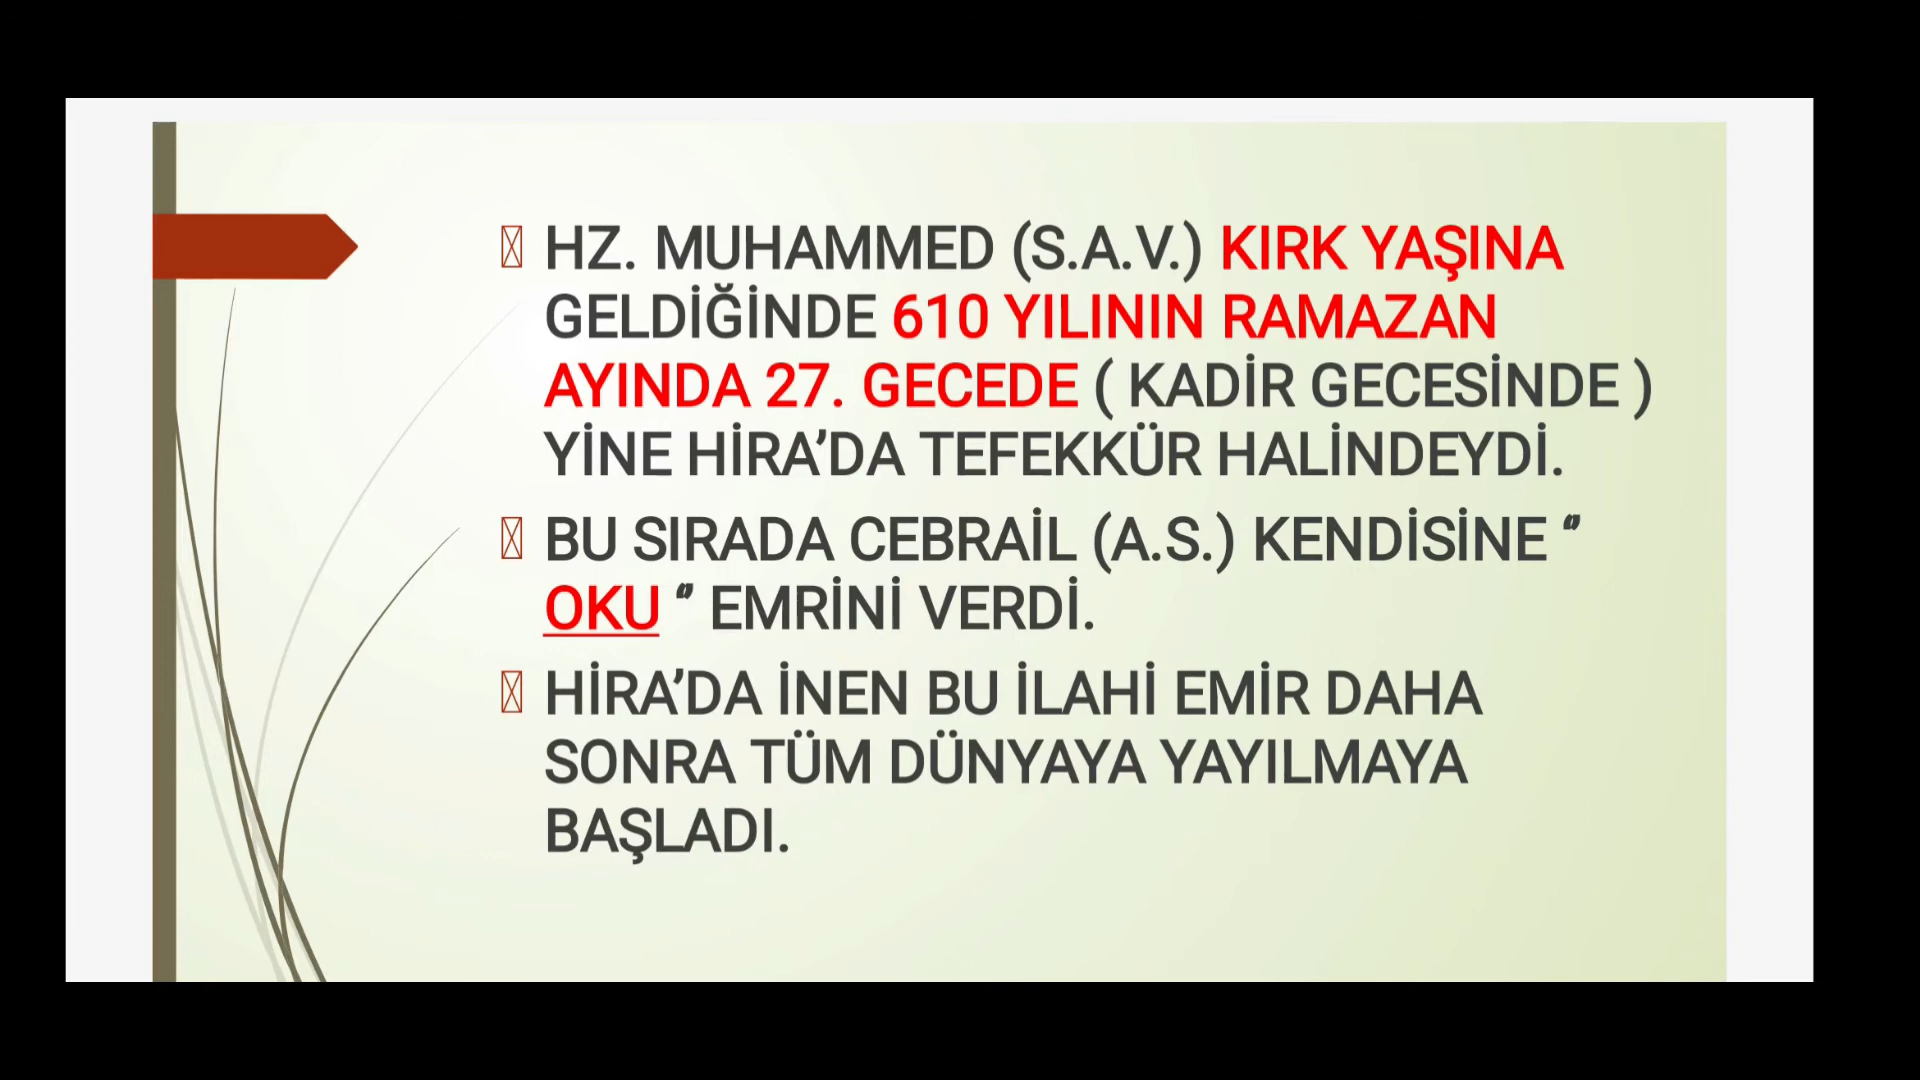 HZ. MUHAMMED (S.A.V.) KIRK YAŞINA
GELDİĞİNDE 610 YILININ RAMAZAN
AYINDA 27. GECEDE ( KADİR GECESİNDE )
YİNE HİRA’DA TEFEKKÜR HALİNDEYDİ.
BU SIRADA CEBRAİL (A.S.) KENDİSİNE “
OKU “ EMRİNİ VERDİ.
HİRA’DA İNEN BU İLAHİ EMİR DAHA
SONRA TÜM DÜNYAYA YAYILMAYA
BAŞLADI.